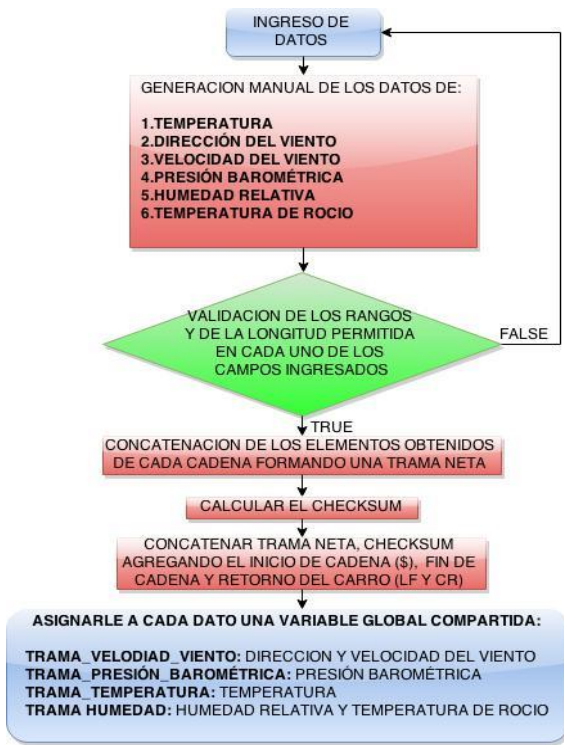 INGRESO DE
DATOS
GENERACION MANUAL DE LOS DATOS DE:
1.TEMPERATURA
2.DIRECCIÓN DEL VIENTO
3.VELOCIDAD DEL VIENTO
4.PRESIÓN BAROMÉTRICA
5.HUMEDAD RELATIVA
6.TEMPERATURA DE ROCIO
VALIDACION DE LOS RANGOS
Y DE LA LONGITUD PERMITIDA
EN CADA UNO DE LOS
CAMPOS INGRESADOS
FALSE
TRUE
CONCATENACION DE LOS ELEMENTOS OBTENIDOS
DE CADA CADENA FORMANDO UNA TRAMA NETA
CALCULAR EL CHECKSUM
CONCATENAR TRAMA NETA, CHECKSUM
AGREGANDO EL INICIO DE CADENA ($), FIN DE
CADENA Y RETORNO DEL CARRO (LF Y CR)
ASIGNARLE A CADA DATO UNA VARIABLE GLOBAL COMPARTIDA:
TRAMA_VELODIAD_VIENTO: DIRECCION Y VELOCIDAD DEL VIENTO
TRAMA_PRESIÓN_BAROMÉTRICA: PRESIÓN BAROMÉTRICA
TRAMA_TEMPERATURA: TEMPERATURA
TRAMA HUMEDAD: HUMEDAD RELATIVA Y TEMPERATURA DE ROCIO